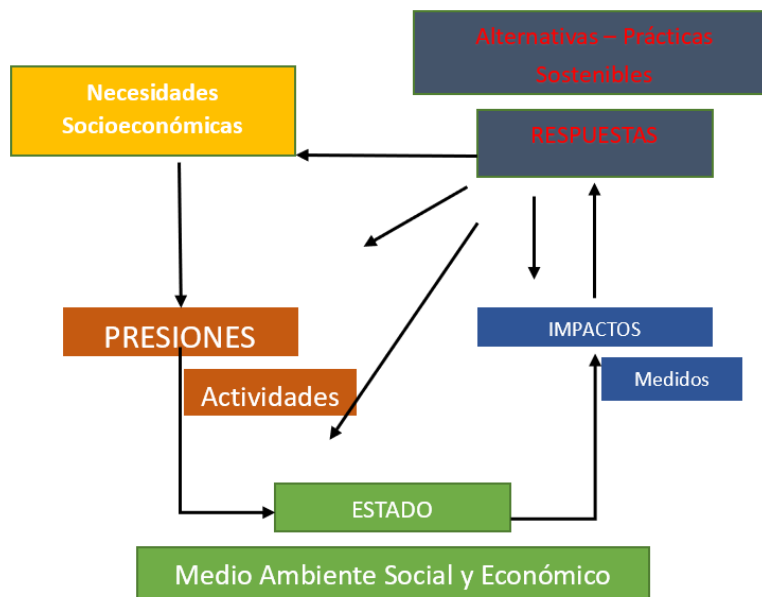 Alternativas – Prácticas
Sostenibles
Necesidades
Socioeconómicas
RESPUESTAS
PRESIONES
Actividades
IMPACTOS
Medidos
ESTADO
Medio Ambiente Social y Económico